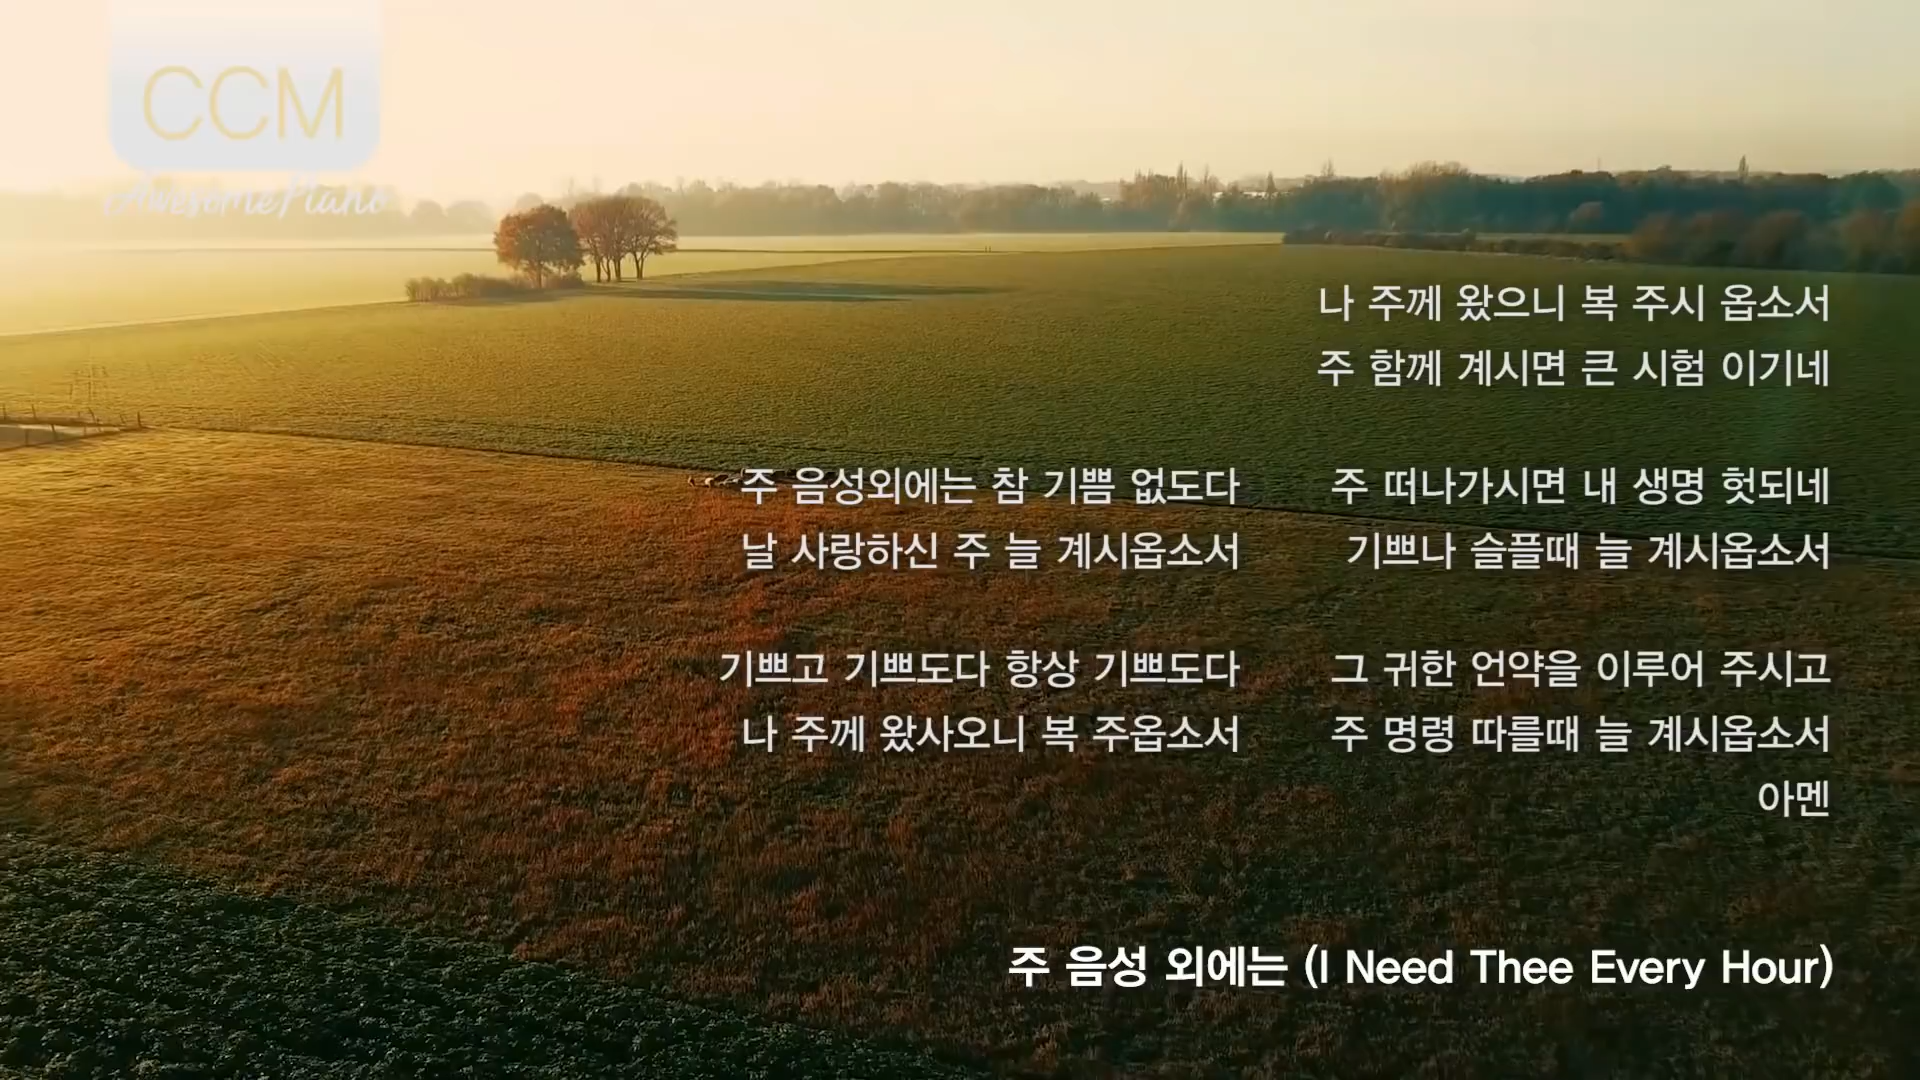 CCM
AwesomePiano
나 주께 왔으니 복 주시 옵소서
주 함께 계시면 큰 시험 이기네
주 음성외에는 참 기쁨 없도다
날 사랑하신 주 늘 계시옵소서
기쁘고 기쁘도다 항상 기쁘도다
나 주께 왔사오니 복 주옵소서
주 떠나가시면 내 생명 헛되네
기쁘나 슬플때 늘 계시옵소서
그 귀한 언약을 이루어 주시고
주 명령 따를때 늘 계시옵소서
아멘
주 음성 외에는 (I Need Thee Every Hour)